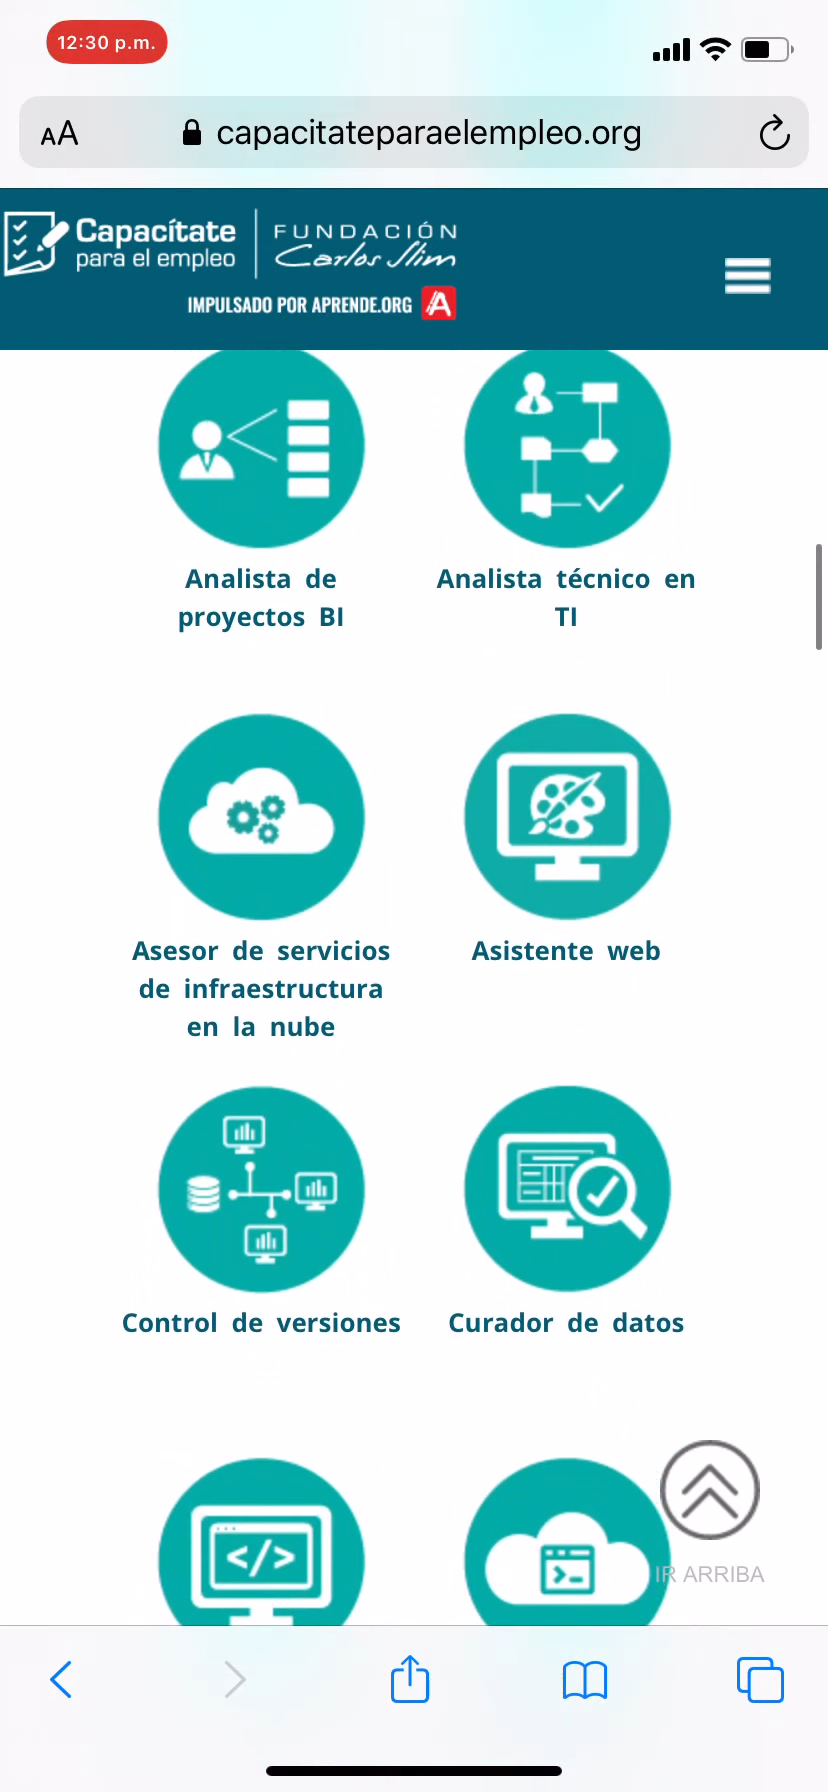 12:30 p.m.
AA capacitateparaelempleo.org
Capacítate
para el empleo
FUNDACIÓN
Carlos Slim
IMPULSADO POR APRENDE.ORG A
Analista de
proyectos BI
Analista técnico en
TI
Asesor de servicios
de infraestructura
en la nube
Asistente web
Control de versiones
Curador de datos
</>
>_
IR ARRIBA